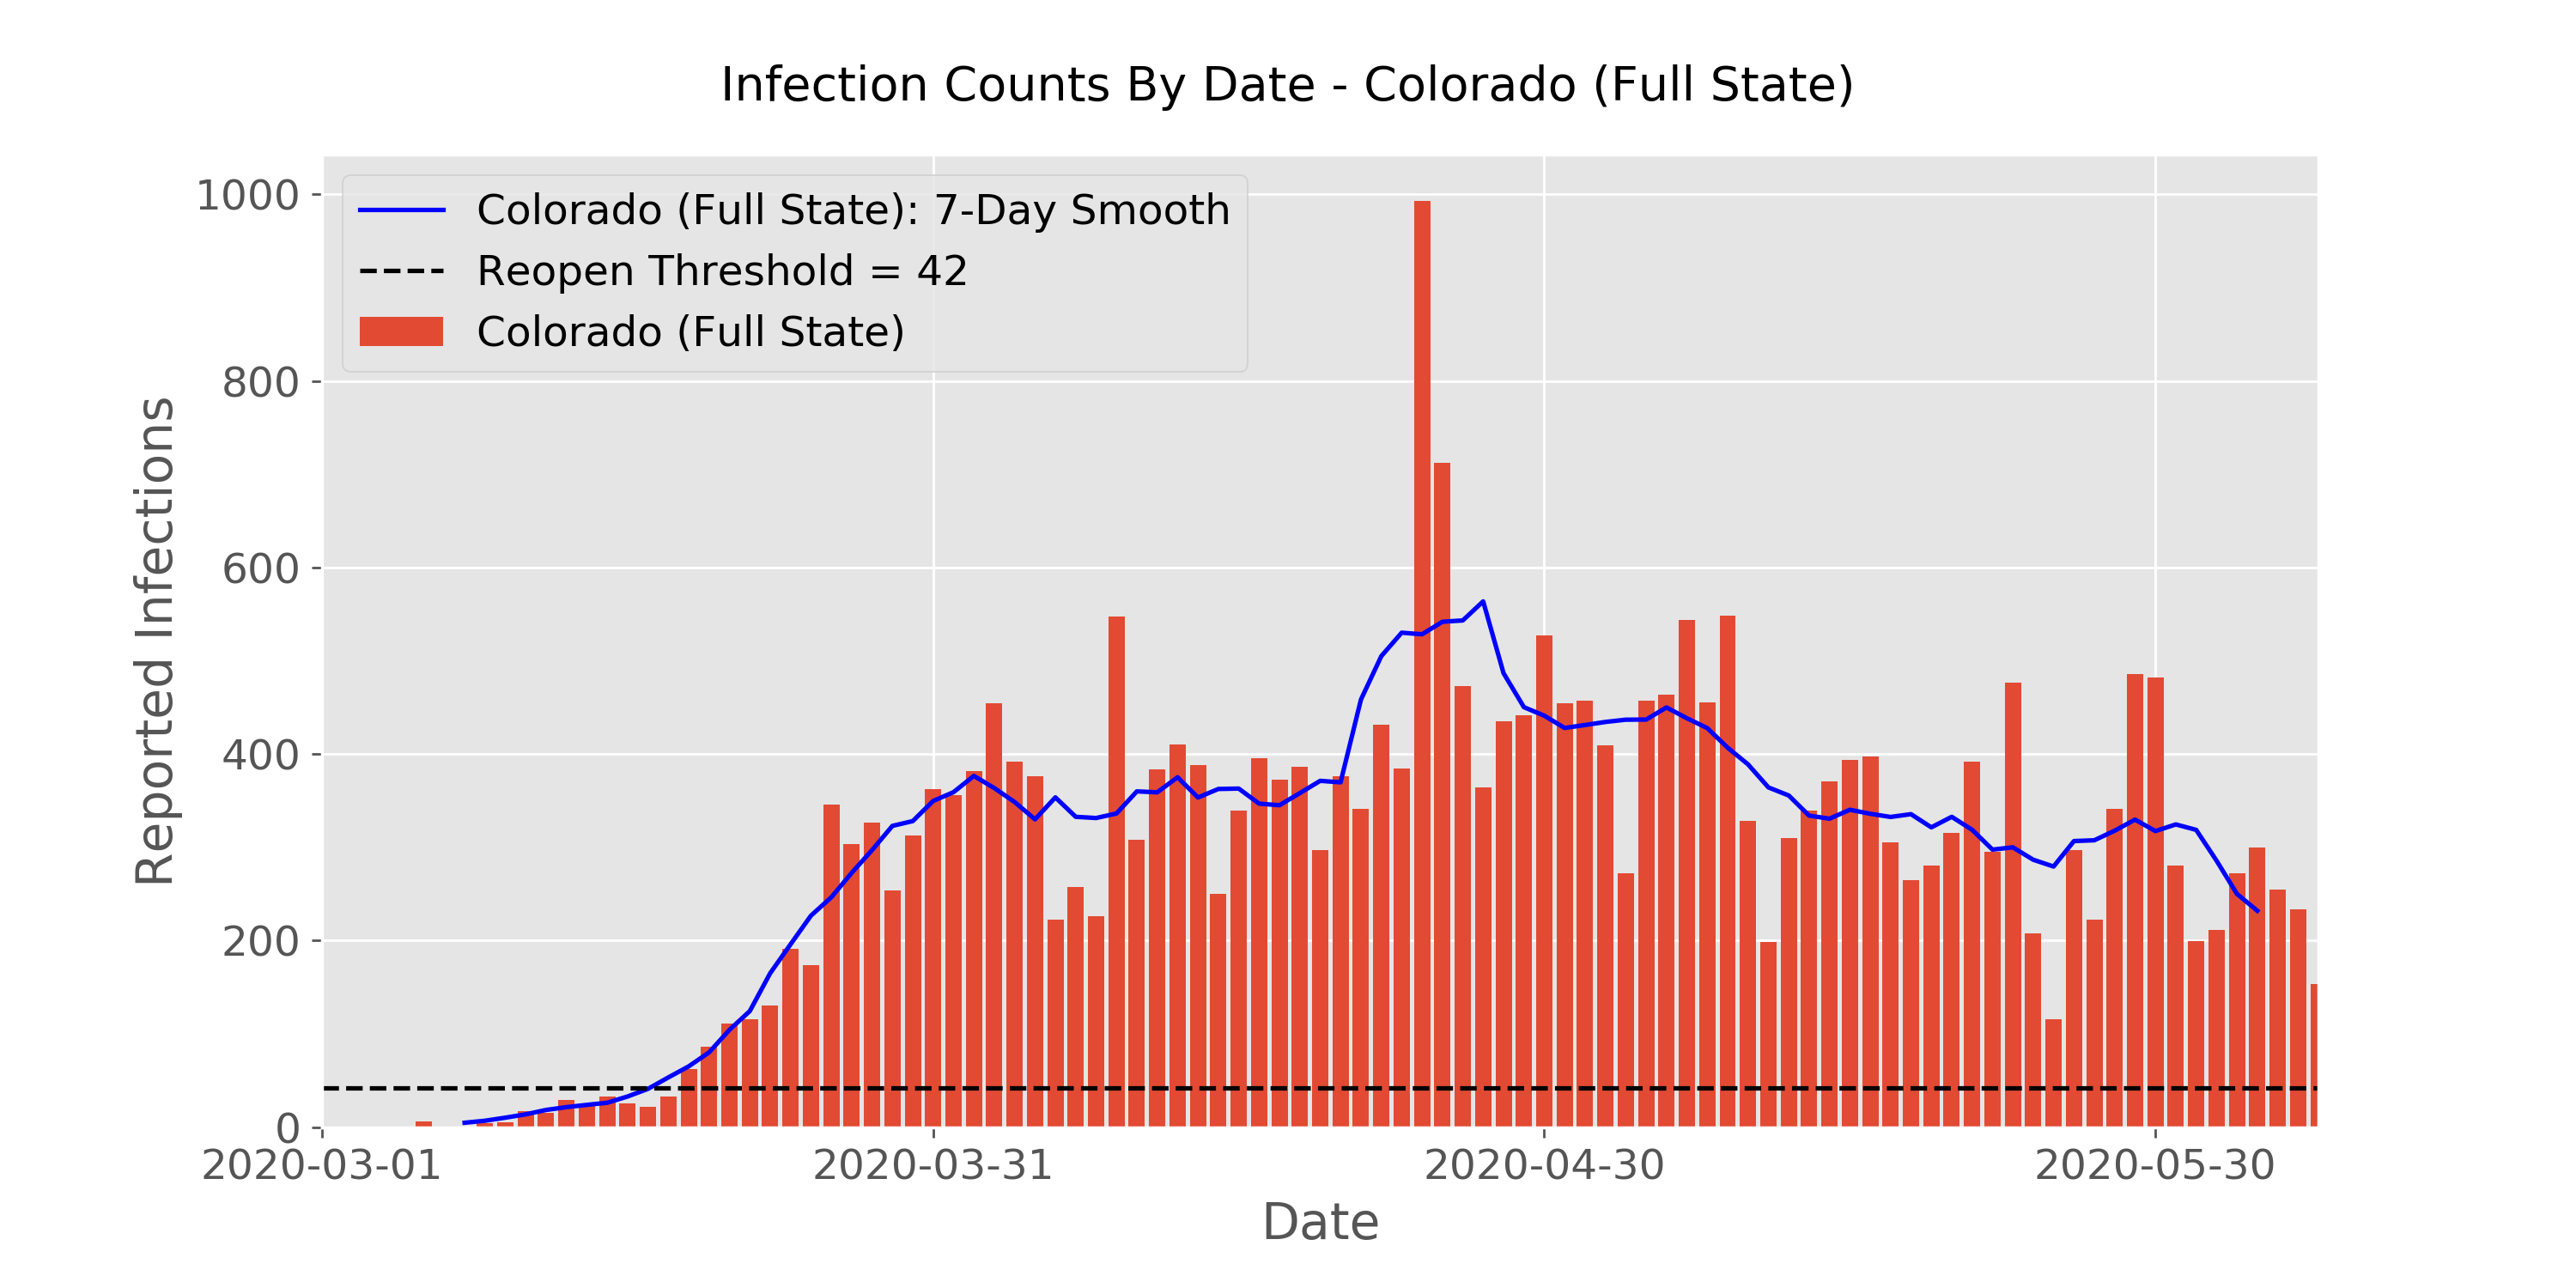 Infection Counts By Date - Colorado (Full State)
Colorado (Full State): 7-Day Smooth
Reopen Threshold = 42
Colorado (Full State)
Reported Infections
1000
800
600
400
200
0
2020-03-01
2020-03-31
2020-04-30
2020-05-30
Date